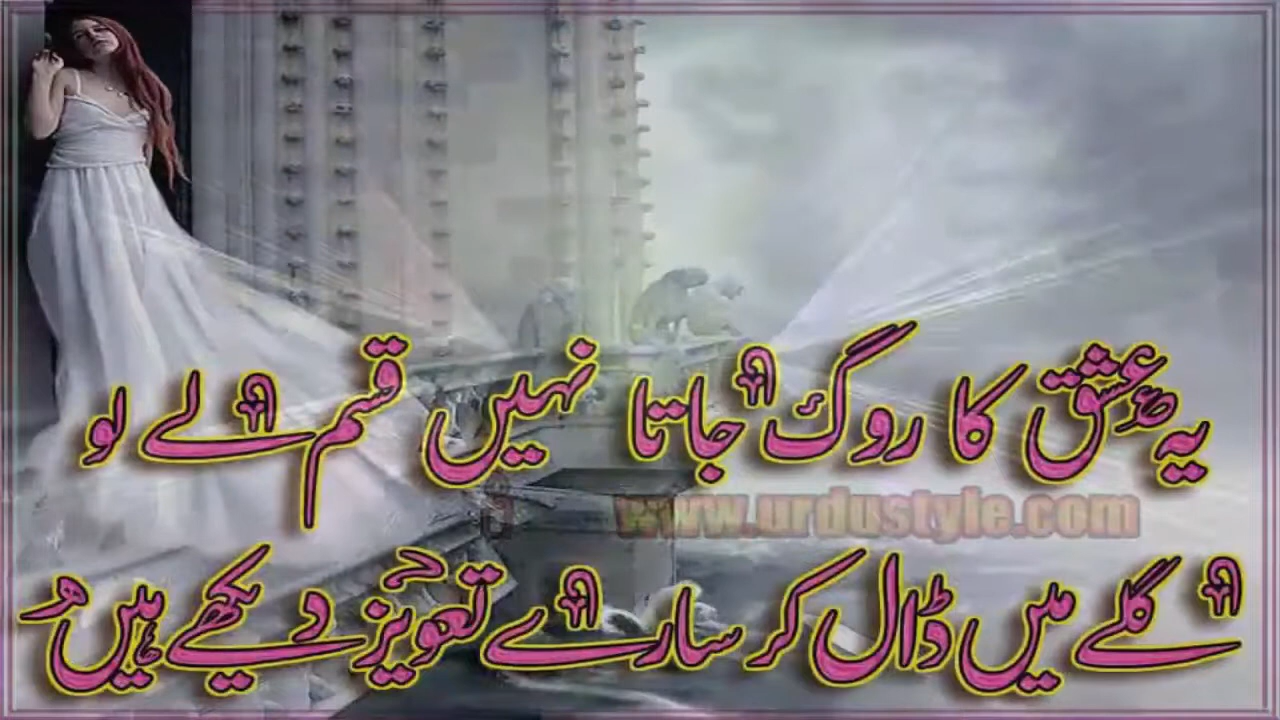 یہ عشق کا روگ جاتا نہیں قسم لے لو
www.urdustyle.com
گلے میں ڈال کر سارے تعویز دیکھے ہیں